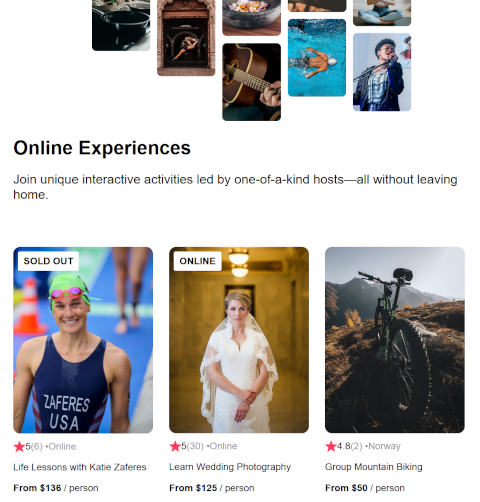 Online Experiences
Join unique interactive activities led by one-of-a-kind hosts—all without leaving
home.
SOLD OUT
ZAFERES
USA
ONLINE
5(6) •Online
Life Lessons with Katie Zaferes
From $136 / person
5(30) •Online
Learn Wedding Photography
From $125 / person
4.8(2) •Norway
Group Mountain Biking
From $50 / person